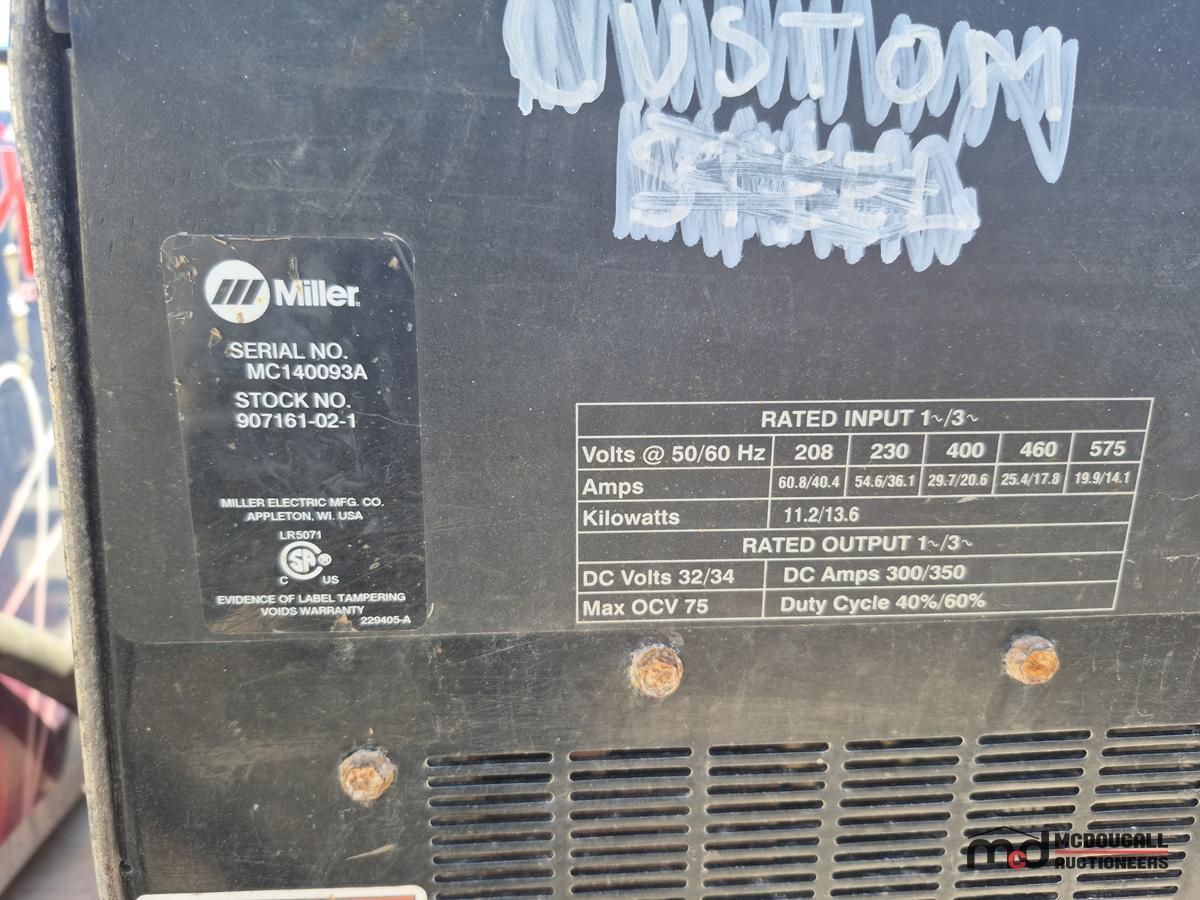 CUSTOM
STEEL
Miller
SERIAL NO.
MC140093A
STOCK NO.
907161-02-1
MILLER ELECTRIC MFG. CO.
APPLETON, WI. USA
LR5071
SP®
C US
EVIDENCE OF LABEL TAMPERING
VOIDS WARRANTY
229405-A
RATED INPUT 1~/3~
Volts @ 50/60 Hz 208 230 400 460 575
Amps 60.8/40.4 54.6/36.1 29.7/20.6 25.4/17.8 19.9/14.1
Kilowatts 11.2/13.6
RATED OUTPUT 1~/3~
DC Volts 32/34 DC Amps 300/350
Max OCV 75 Duty Cycle 40%/60%
mcd MCDOUGALL
AUCTIONEERS